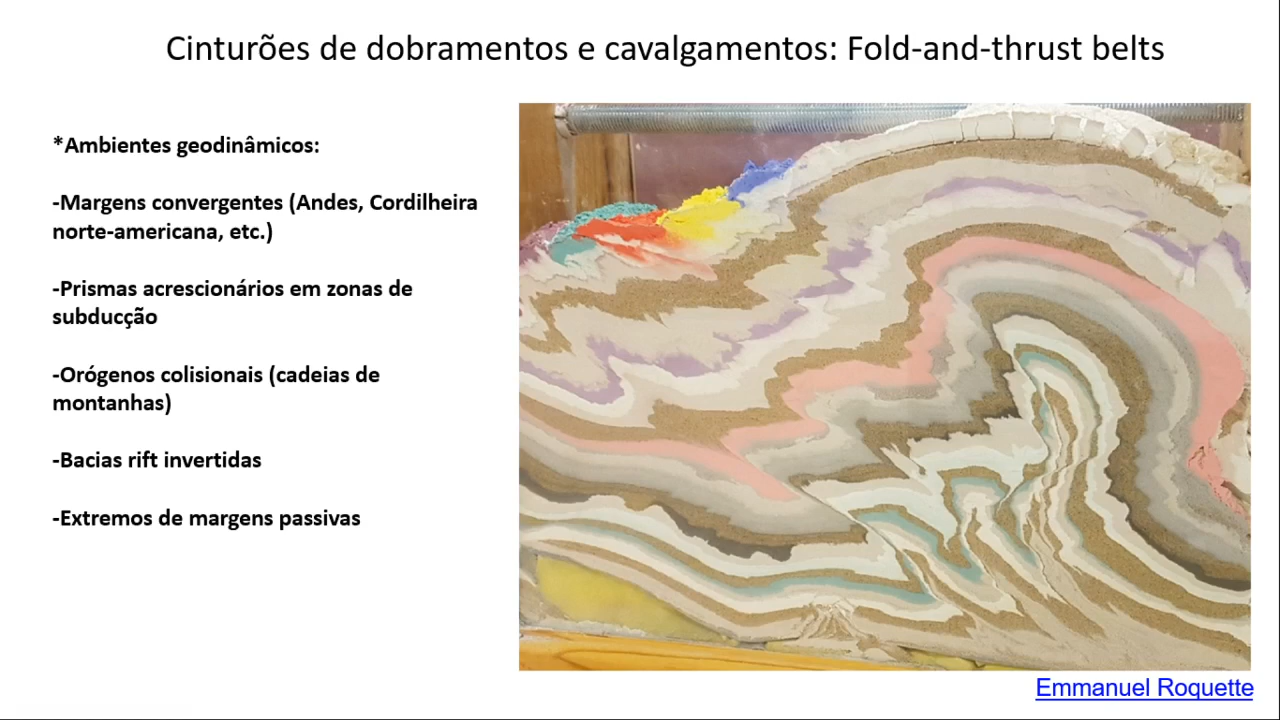 Cinturões de dobramentos e cavalgamentos: Fold-and-thrust belts
*Ambientes geodinâmicos:
-Margens convergentes (Andes, Cordilheira
norte-americana, etc.)
-Prismas acrescionários em zonas de
subducção
-Orógenos colisionais (cadeias de
montanhas)
-Bacias rift invertidas
-Extremos de margens passivas
Emmanuel Roquette